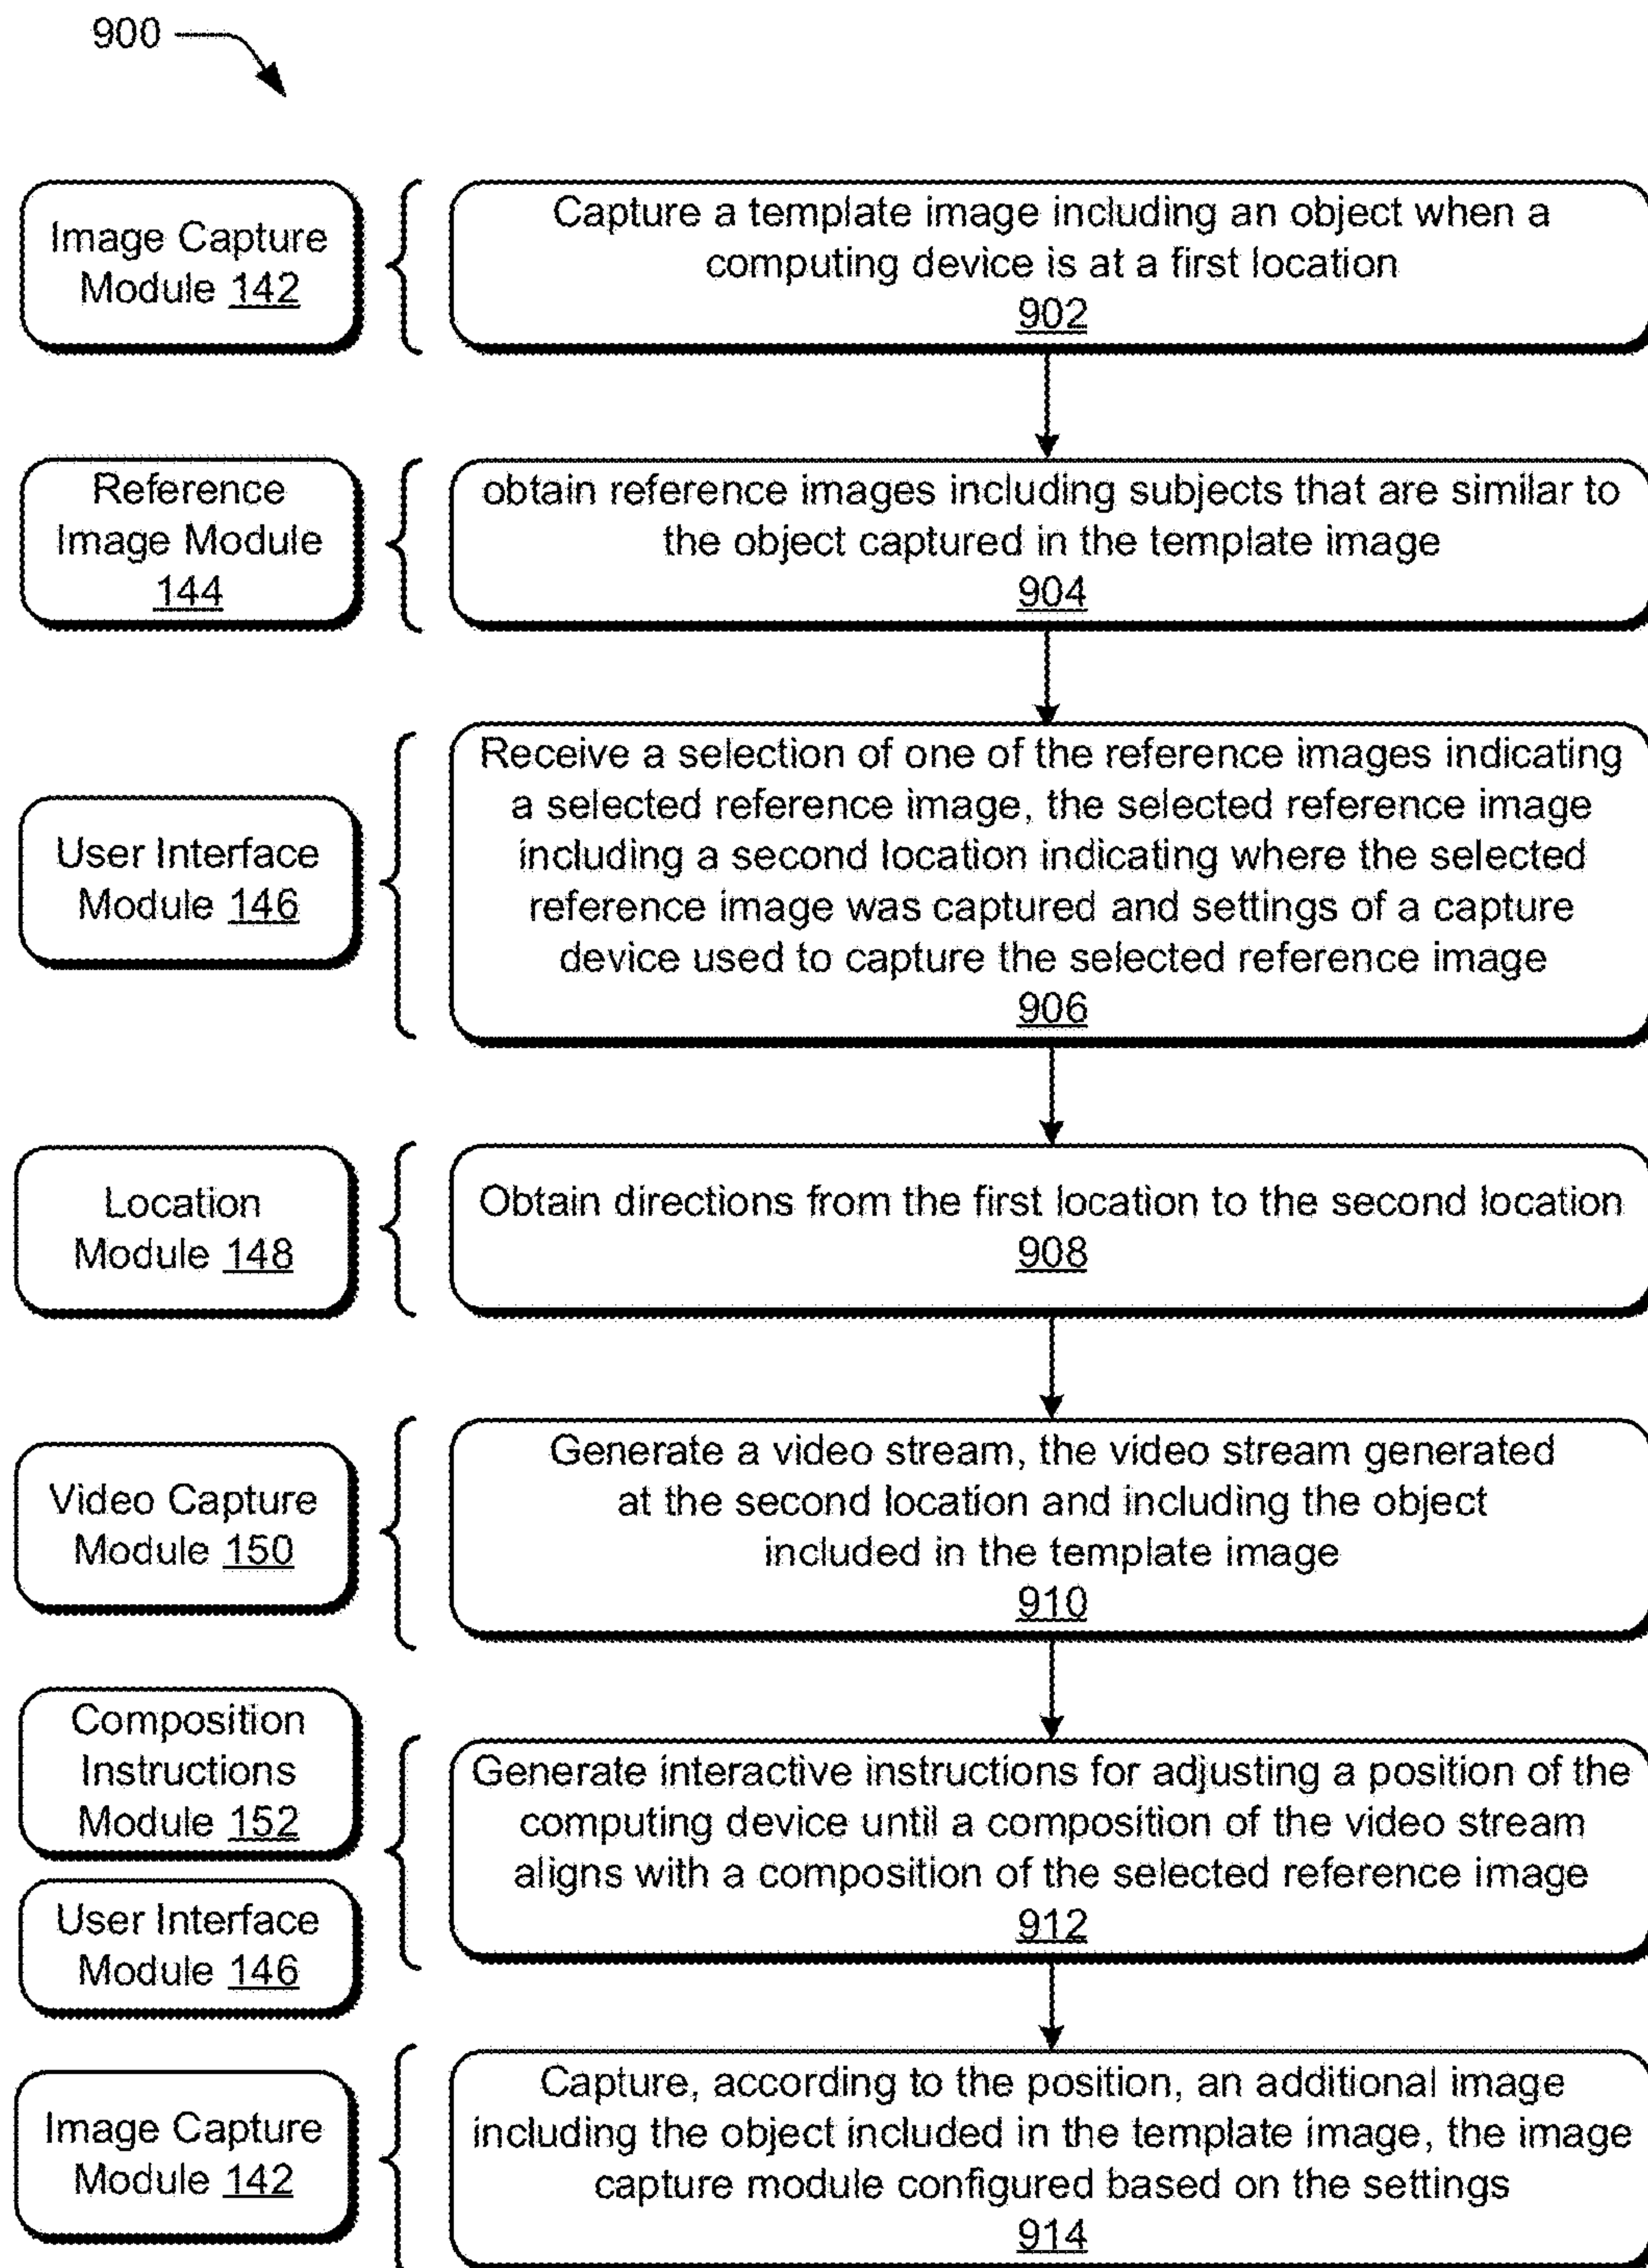 900
Image Capture
Module 142
Capture a template image including an object when a
computing device is at a first location
902
Reference
Image Module
144
obtain reference images including subjects that are similar to
the object captured in the template image
904
User Interface
Module 146
Receive a selection of one of the reference images indicating
a selected reference image, the selected reference image
including a second location indicating where the selected
reference image was captured and settings of a capture
device used to capture the selected reference image
906
Location
Module 148
Obtain directions from the first location to the second location
908
Video Capture
Module 150
Generate a video stream, the video stream generated
at the second location and including the object
included in the template image
910
Composition
Instructions
Module 152
User Interface
Module 146
Generate interactive instructions for adjusting a position of the
computing device until a composition of the video stream
aligns with a composition of the selected reference image
912
Image Capture
Module 142
Capture, according to the position, an additional image
including the object included in the template image, the image
capture module configured based on the settings
914